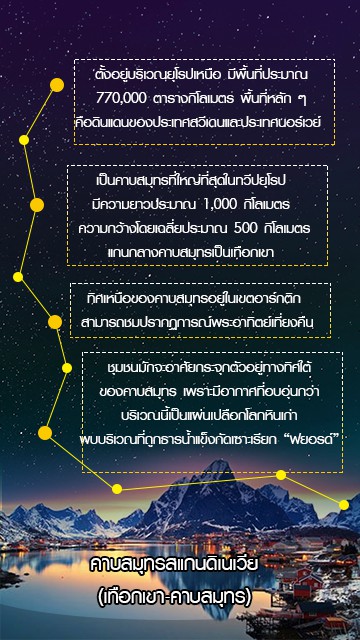 ตั้งอยู่บริเวณยุโรปเหนือ มีพื้นที่ประมาณ
770,000 ตารางกิโลเมตร พื้นที่หลัก ๆ
คือดินแดนของประเทศสวีเดนและประเทศนอร์เวย์
เป็นคาบสมุทรที่ใหญ่ที่สุดในทวีปยุโรป
มีความยาวประมาณ 1,000 กิโลเมตร
ความกว้างโดยเฉลี่ยประมาณ 500 กิโลเมตร
แกนกลางคาบสมุทรเป็นเทือกเขา
ทิศเหนือของคาบสมุทรอยู่ในเขตอาร์กติก
สามารถชมปรากฏการณ์พระอาทิตย์เที่ยงคืน
ชุมชนมักจะอาศัยกระจุกตัวอยู่ทางทิศใต้
ของคาบสมุทร เพราะมีอากาศที่อบอุ่นกว่า
บริเวณนี้เป็นแผ่นเปลือกโลกหินเก่า
พบบริเวณที่ถูกธารน้ำแข็งกัดเซาะเรียก “ฟยอรด์”
คาบสมุทรสแกนดิเนเวีย
(เทือกเขา-คาบสมุทร)